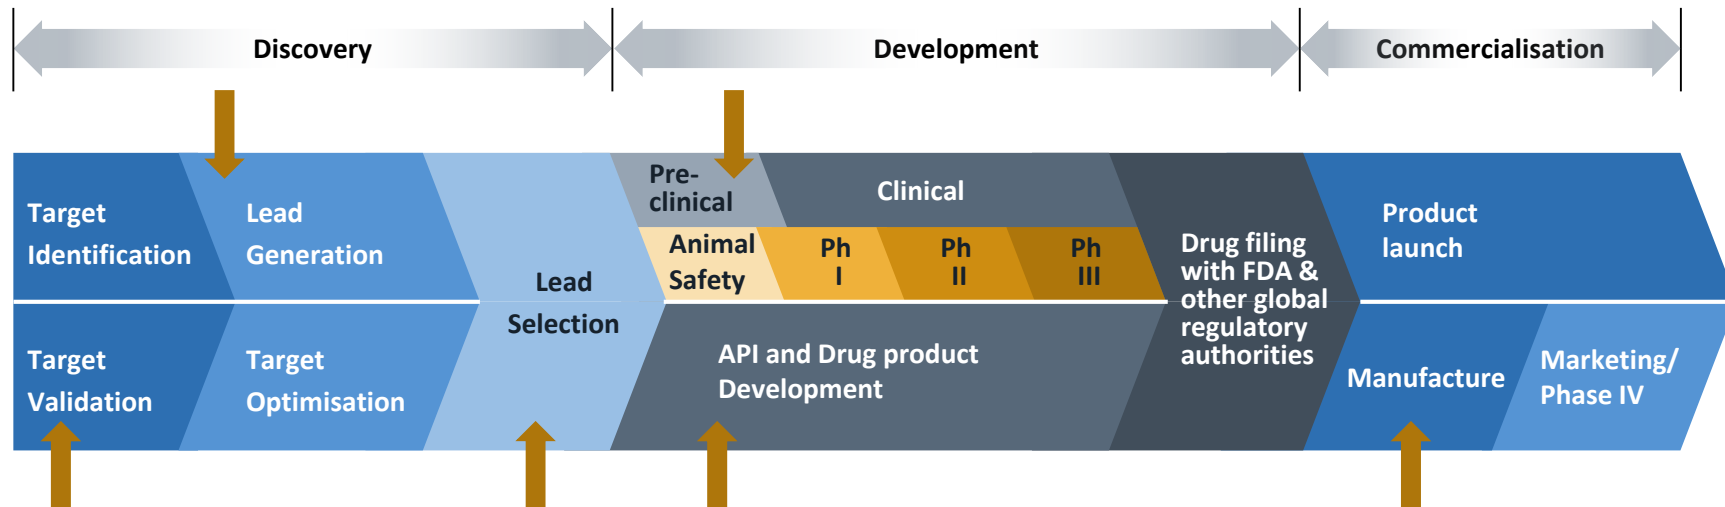 Discovery
Development
Commercialisation
Target
Identification
Lead
Generation
Lead
Selection
Pre-
clinical
Clinical
Animal
Safety
Ph
I
Ph
II
Ph
III
Drug filing
with FDA &
other global
regulatory
authorities
Product
launch
Target
Validation
Target
Optimisation
API and Drug product
Development
Manufacture
Marketing/
Phase IV